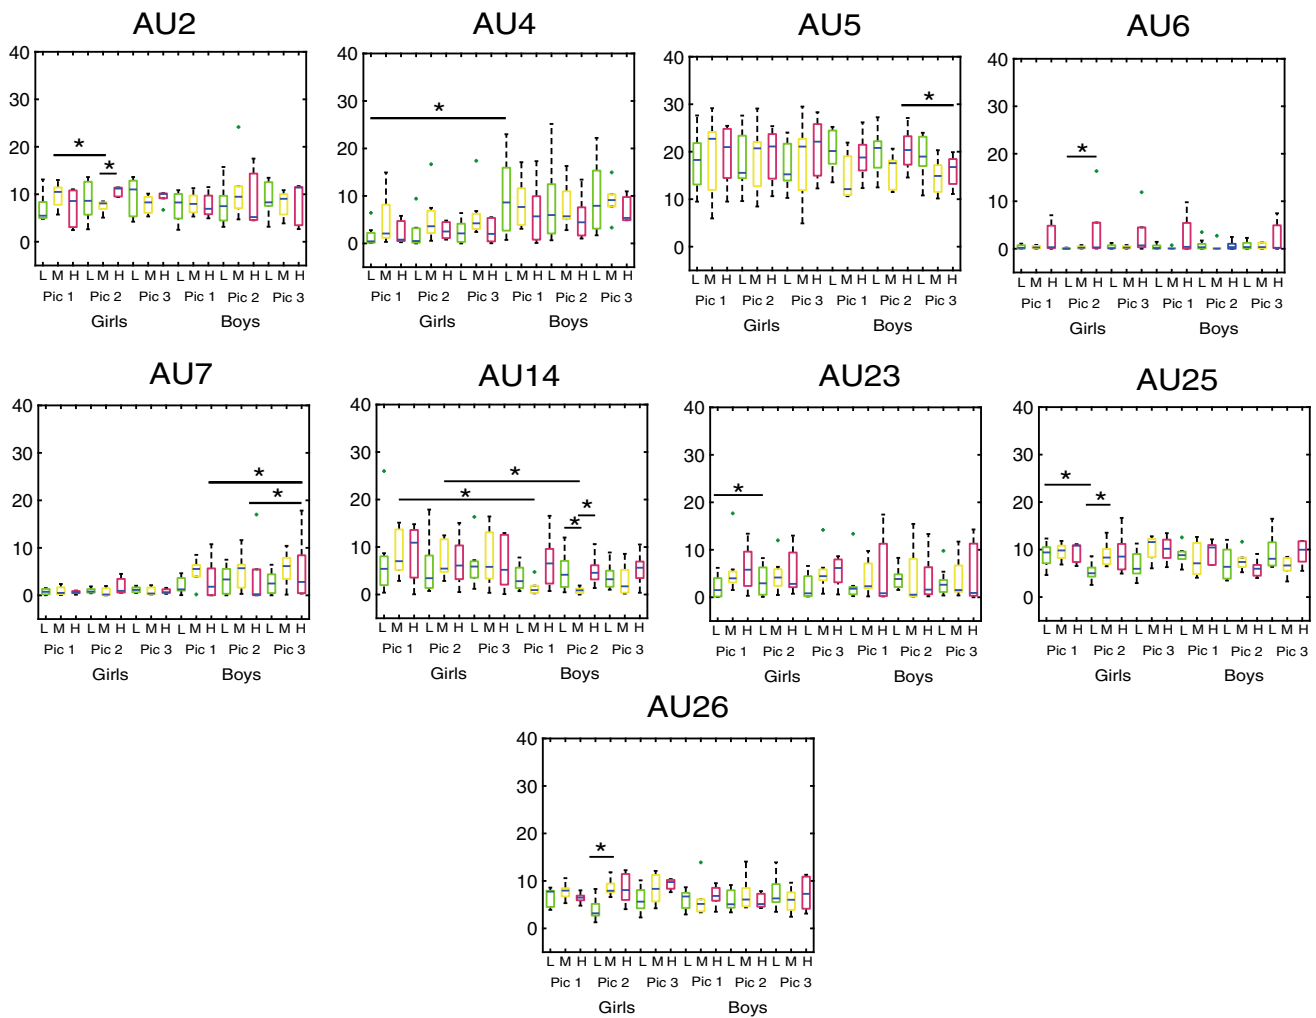 AU2 AU4 AU5 AU6
40 40 40 40
30 30 30 30
* * *
20 20 20 20
* * *
10 10 10 10
0 0 0 0
L M H L M H L M H L M H L M H L M H
Pic 1 Pic 2 Pic 3 Pic 1 Pic 2 Pic 3
Girls Boys
L M H L M H L M H L M H L M H L M H
Pic 1 Pic 2 Pic 3 Pic 1 Pic 2 Pic 3
Girls Boys
L M H L M H L M H L M H L M H L M H
Pic 1 Pic 2 Pic 3 Pic 1 Pic 2 Pic 3
Girls Boys
L M H L M H L M H L M H L M H L M H
Pic 1 Pic 2 Pic 3 Pic 1 Pic 2 Pic 3
Girls Boys
AU7 AU14 AU23 AU25
40 40 40 40
30 30 30 30
* * *
20 * * * * 20 20 * 20 *
10 10 10 10
0 0 0 0
L M H L M H L M H L M H L M H L M H
Pic 1 Pic 2 Pic 3 Pic 1 Pic 2 Pic 3
Girls Boys
L M H L M H L M H L M H L M H L M H
Pic 1 Pic 2 Pic 3 Pic 1 Pic 2 Pic 3
Girls Boys
L M H L M H L M H L M H L M H L M H
Pic 1 Pic 2 Pic 3 Pic 1 Pic 2 Pic 3
Girls Boys
L M H L M H L M H L M H L M H L M H
Pic 1 Pic 2 Pic 3 Pic 1 Pic 2 Pic 3
Girls Boys
AU26
40
30
20
*
10
0
L M H L M H L M H L M H L M H L M H
Pic 1 Pic 2 Pic 3 Pic 1 Pic 2 Pic 3
Girls Boys